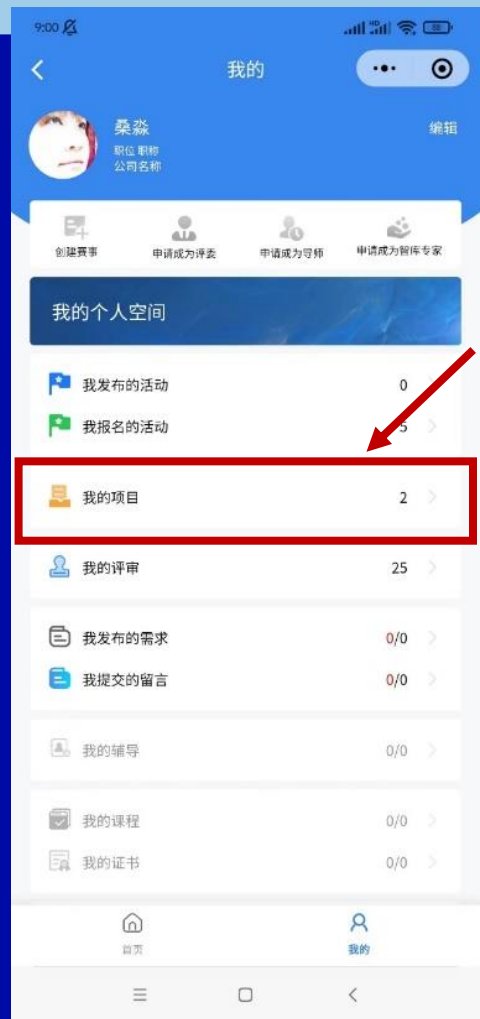 9:00
我的
桑淼
编辑
职位 职称
公司名称
创建赛事
申请成为评委
申请成为导师
申请成为智库专家
我的个人空间
我发布的活动 0
我报名的活动 5
我的项目 2
我的评审 25
我发布的需求 0/0
我提交的留言 0/0
我的辅导 0/0
我的课程 0/0
我的证书 0/0
首页
我的